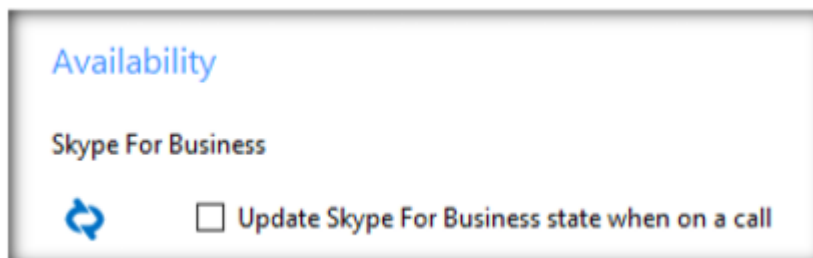 Availability
Skype For Business
Update Skype For Business state when on a call